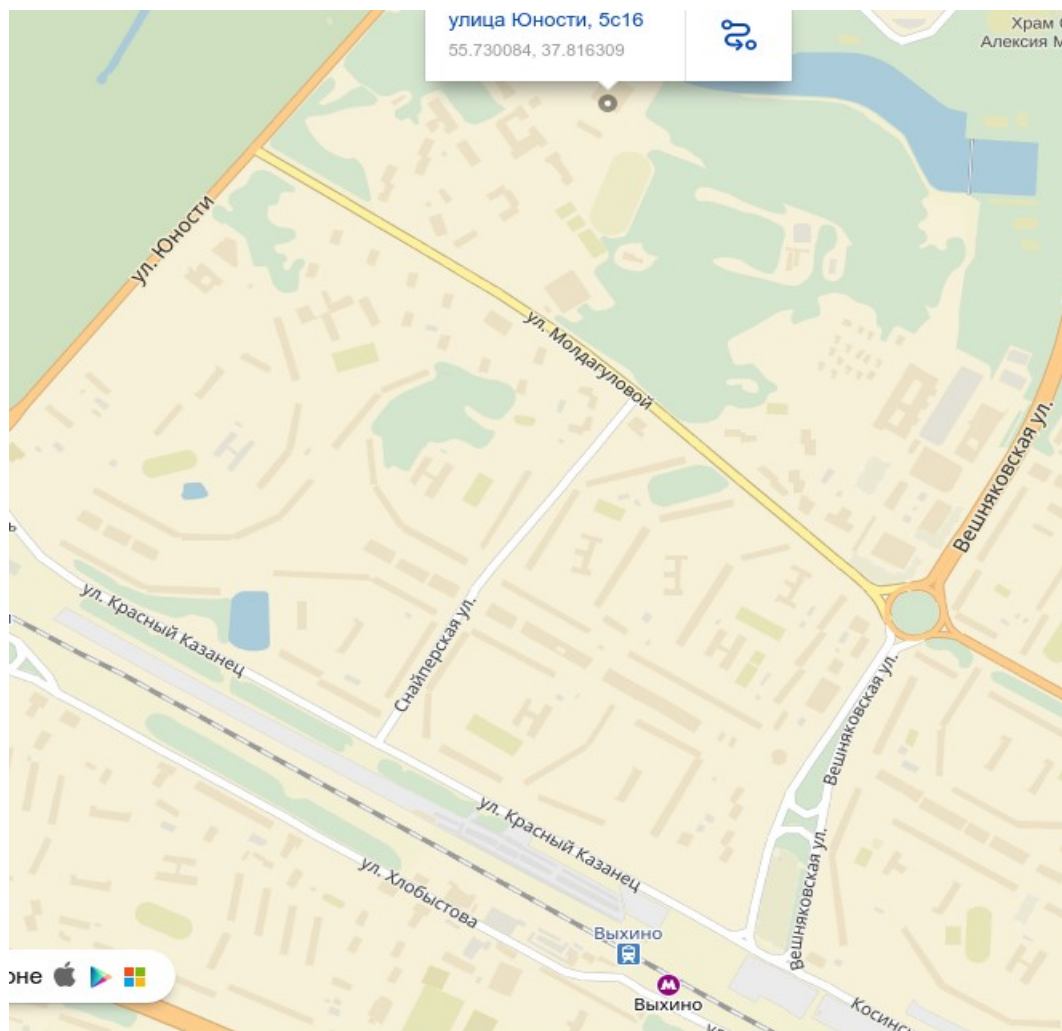 улица Юности, 5с16
55.730084, 37.816309
Храм
Алексия М
ул. Юности
ул. Молдагуловой
Вешняковская ул.
ул. Красный Казанец
Снайперская ул.
Вешняковская ул.
ул. Красный Казанец
Вешняковская ул.
ул. Хлобыстова
Выхино
Выхино
Косинс
оне
ул